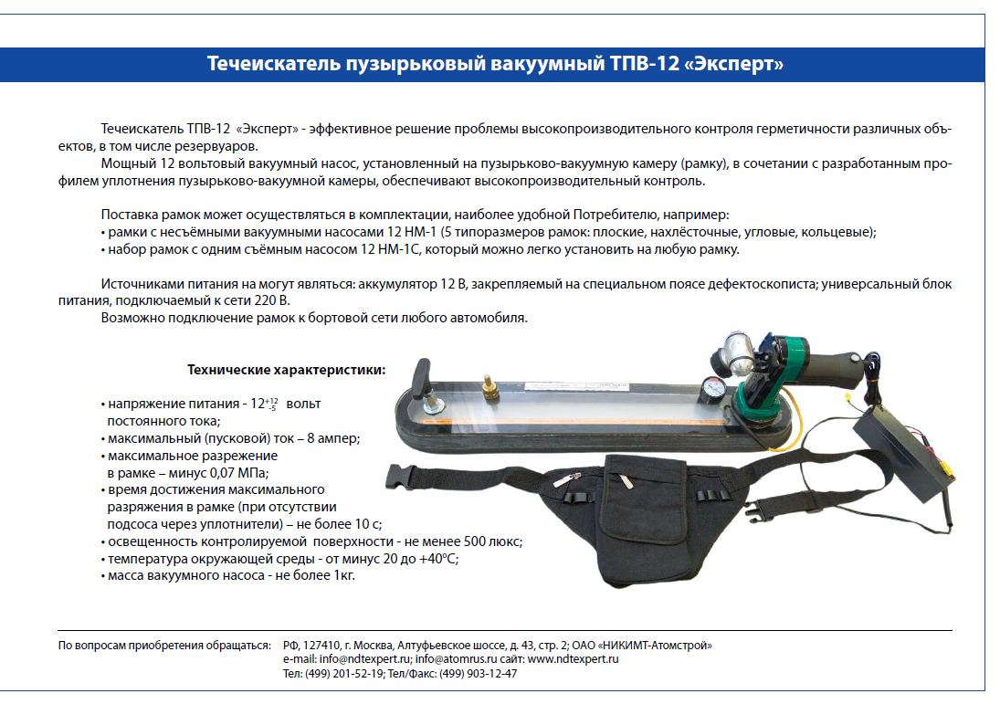 Течеискатель пузырьковый вакуумный ТПВ-12 «Эксперт»
Течеискатель ТПВ-12 «Эксперт» - эффективное решение проблемы высокопроизводительного контроля герметичности различных объ-
ектов, в том числе резервуаров.
Мощный 12 вольтовый вакуумный насос, установленный на пузырьково-вакуумную камеру (рамку), в сочетании с разработанным про-
филем уплотнения пузырьково-вакуумной камеры, обеспечивают высокопроизводительный контроль.
Поставка рамок может осуществляться в комплектации, наиболее удобной Потребителю, например:
• рамки с несъёмными вакуумными насосами 12 НМ-1 (5 типоразмеров рамок: плоские, нахлёсточные, угловые, кольцевые);
• набор рамок с одним съёмным насосом 12 НМ-1С, который можно легко установить на любую рамку.
Источниками питания на могут являться: аккумулятор 12 В, закрепляемый на специальном поясе дефектоскописта; универсальный блок
питания, подключаемый к сети 220 В.
Возможно подключение рамок к бортовой сети любого автомобиля.
Технические характеристики:
• напряжение питания - 12 +12 -5 вольт
постоянного тока;
• максимальный (пусковой) ток – 8 ампер;
• максимальное разрежение
в рамке – минус 0,07 МПа;
• время достижения максимального
разряжения в рамке (при отсутствии
подсоса через уплотнители) – не более 10 с;
• освещенность контролируемой поверхности - не менее 500 люкс;
• температура окружающей среды - от минус 20 до +40°С;
• масса вакуумного насоса - не более 1кг.
По вопросам приобретения обращаться: РФ, 127410, г. Москва, Алтуфьевское шоссе, д. 43, стр. 2; ОАО «НИКИМТ-Атомстрой»
e-mail: info@ndtexpert.ru; info@atomrus.ru сайт: www.ndtexpert.ru
Тел: (499) 201-52-19; Тел/Факс: (499) 903-12-47